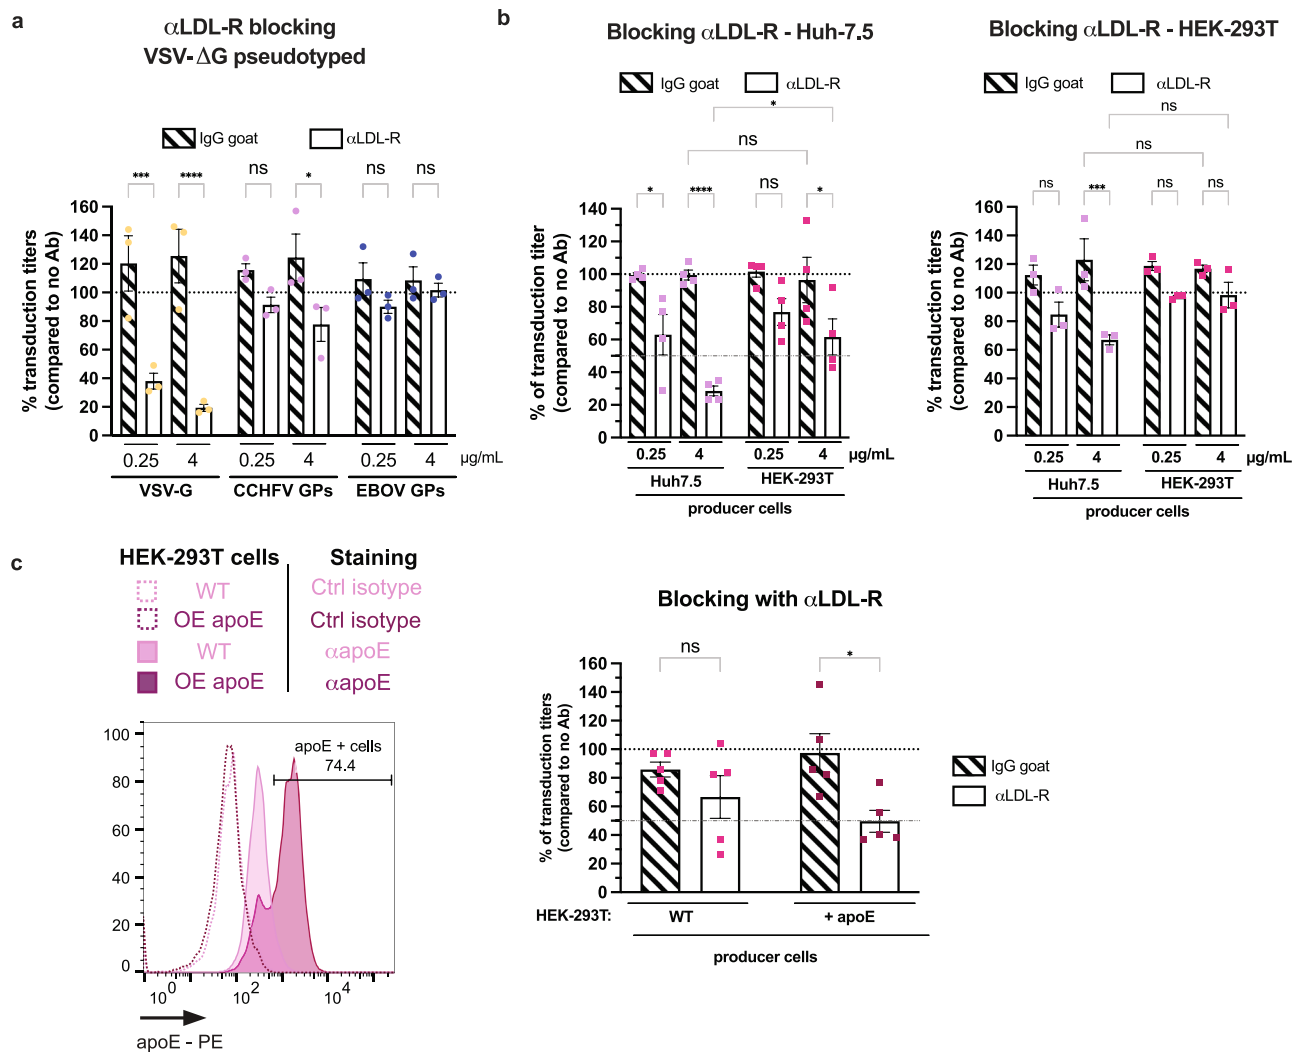 a
αLDL-R blocking
VSV-ΔG pseudotyped
IgG goat
αLDL-R
***
****
ns
*
ns
ns
% transduction titers
(compared to no Ab)
160
140
120
100
80
60
40
20
0
0.25
4
0.25
4
0.25
4
µg/mL
VSV-G
CCHFV GPs
EBOV GPs
b
Blocking αLDL-R - Huh-7.5
IgG goat
αLDL-R
*
ns
*
****
ns
*
% of transduction titer
(compared to no Ab)
140
120
100
80
60
40
20
0
0.25
4
0.25
4
µg/mL
Huh7.5
HEK-293T
producer cells
Blocking αLDL-R - HEK-293T
IgG goat
αLDL-R
ns
ns
ns
***
ns
ns
% transduction titers
(compared to no Ab)
160
140
120
100
80
60
40
20
0
0.25
4
0.25
4
µg/mL
Huh7.5
HEK-293T
producer cells
c
HEK-293T cells
Staining
WT
Ctrl isotype
OE apoE
Ctrl isotype
WT
αapoE
OE apoE
αapoE
100
80
60
40
20
0
apoE + cells
74.4
10^0
10^2
10^4
apoE - PE
Blocking with αLDL-R
ns
*
% of transduction titers
(compared to no Ab)
160
140
120
100
80
60
40
20
0
IgG goat
αLDL-R
HEK-293T:
WT
+ apoE
producer cells